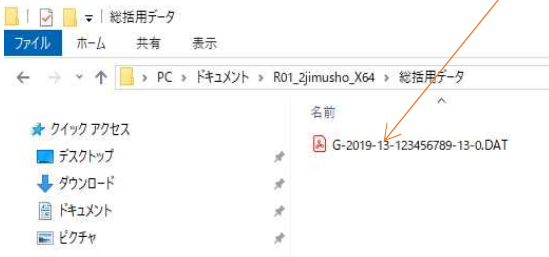 総括用データ
ファイル ホーム 共有 表示
PC › ドキュメント › R01_2jimusho_X64 › 総括用データ
名前
クイック アクセス
G-2019-13-123456789-13-0.DAT
デスクトップ
ダウンロード
ドキュメント
ピクチャ